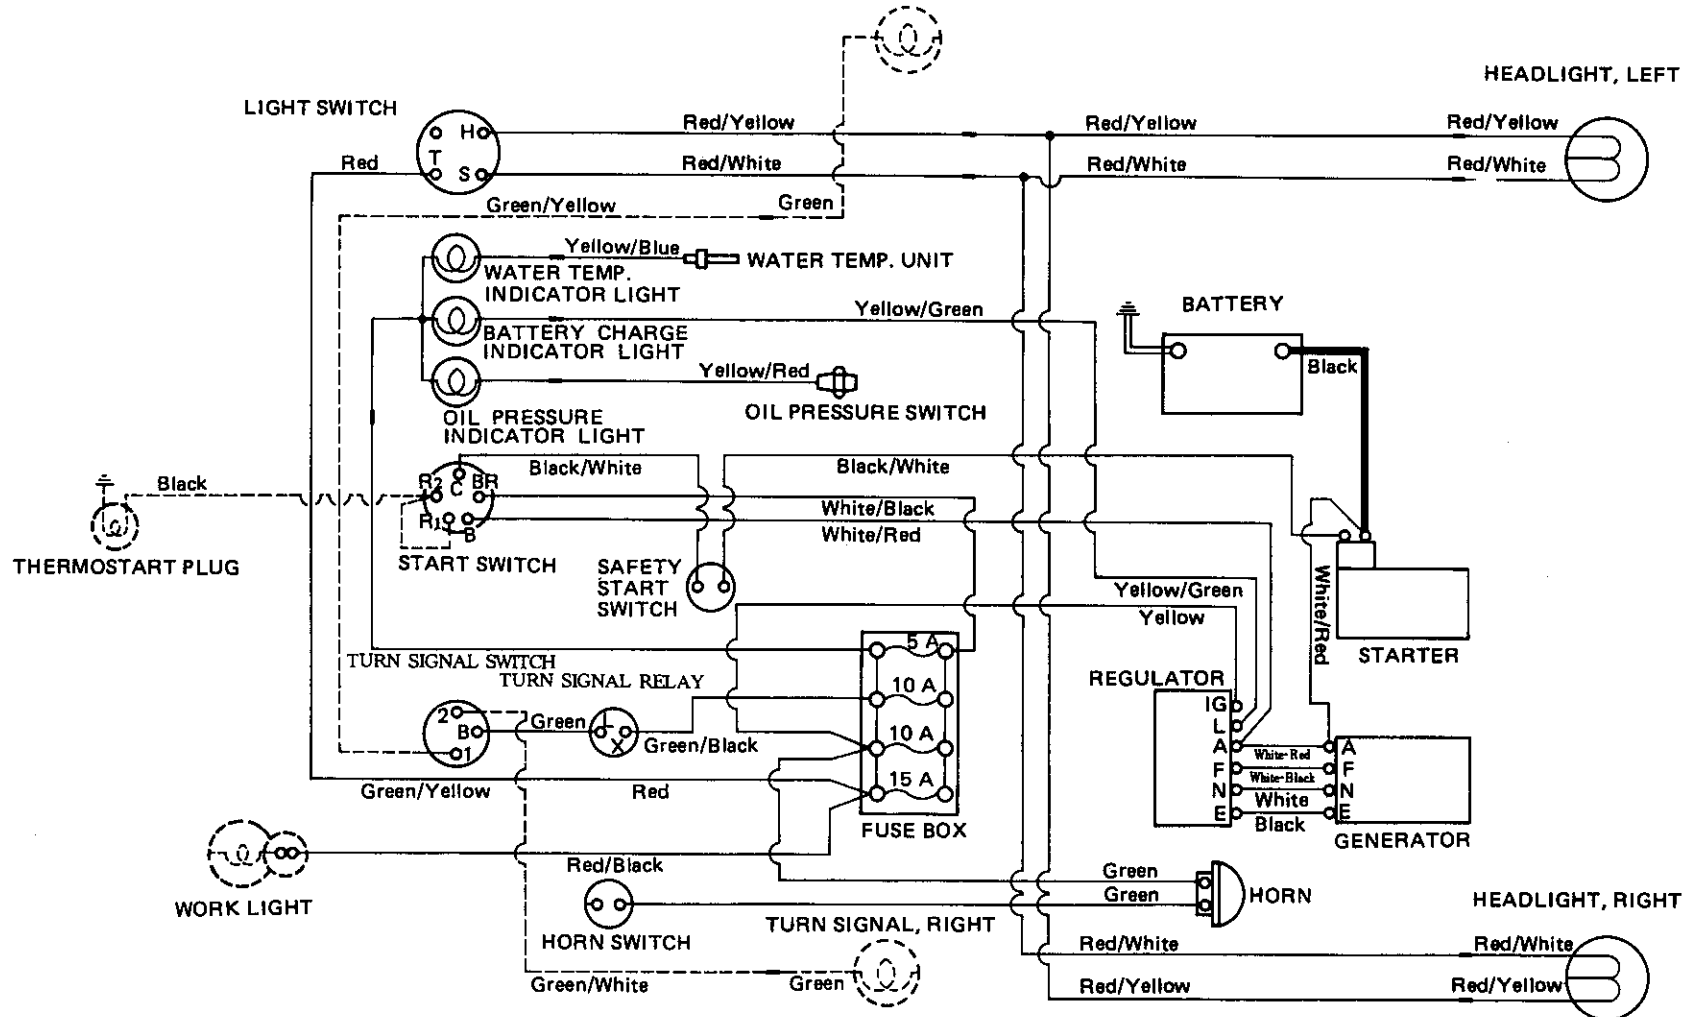 HEADLIGHT, LEFT
LIGHT SWITCH
H
T
S
Red/Yellow
Red/Yellow
Red/Yellow
Red
Red/White
Red/White
Red/White
Green/Yellow
Green
Yellow/Blue
WATER TEMP. UNIT
WATER TEMP.
INDICATOR LIGHT
BATTERY
Yellow/Green
BATTERY CHARGE
INDICATOR LIGHT
Black
Yellow/Red
OIL PRESSURE SWITCH
OIL PRESSURE
INDICATOR LIGHT
Black
Black/White
Black/White
R2
C
BR
R1
B
White/Black
White/Red
THERMOSTART PLUG
START SWITCH
SAFETY
START
SWITCH
Yellow/Green
Yellow
White/Red
STARTER
5 A
TURN SIGNAL SWITCH
TURN SIGNAL RELAY
REGULATOR
10 A
IG
L
2
B
1
Green
L
X
Green/Black
10 A
A
White-Red
A
F
White-Black
F
15 A
N
White
N
E
Black
E
Green/Yellow
Red
FUSE BOX
GENERATOR
Red/Black
WORK LIGHT
Green
Green
HORN
HORN SWITCH
TURN SIGNAL, RIGHT
HEADLIGHT, RIGHT
Red/White
Red/White
Green/White
Green
Red/Yellow
Red/Yellow